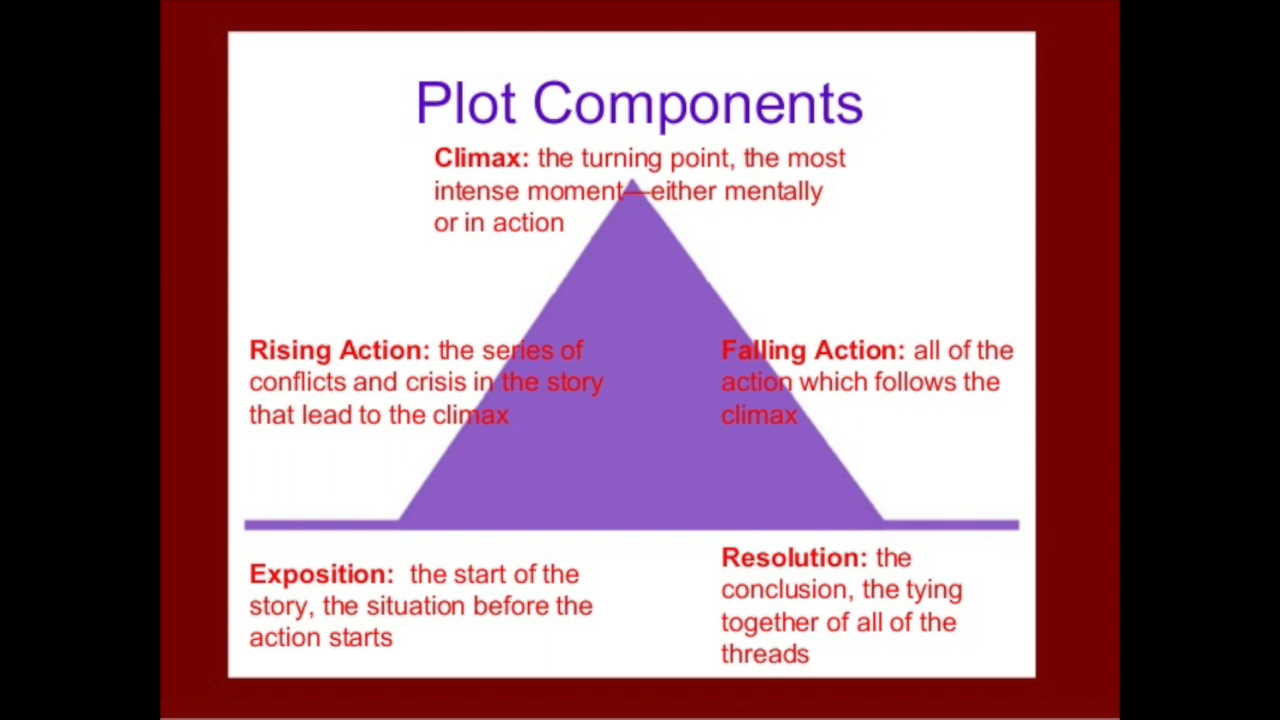 Plot Components
Climax: the turning point, the most
intense moment—either mentally
or in action
Rising Action: the series of
conflicts and crisis in the story
that lead to the climax
Falling Action: all of the
action which follows the
climax
Exposition: the start of the
story, the situation before the
action starts
Resolution: the
conclusion, the tying
together of all of the
threads